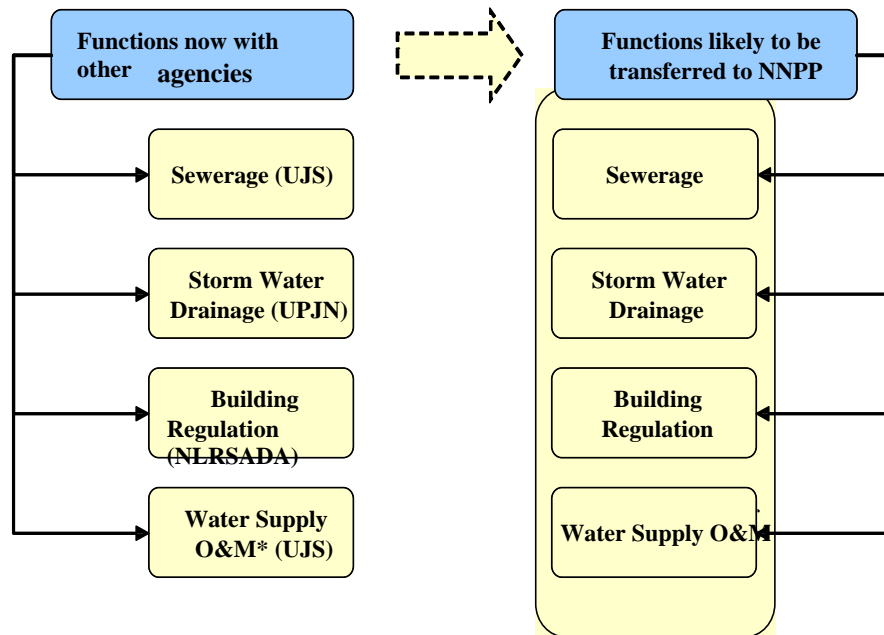 Functions now with
other agencies
Functions likely to be
transferred to NNPP
Sewerage (UJS)
Sewerage
Storm Water
Drainage (UPJN)
Storm Water
Drainage
Building
Regulation
(NLRSADA)
Building
Regulation
Water Supply
O&M* (UJS)
Water Supply O&M